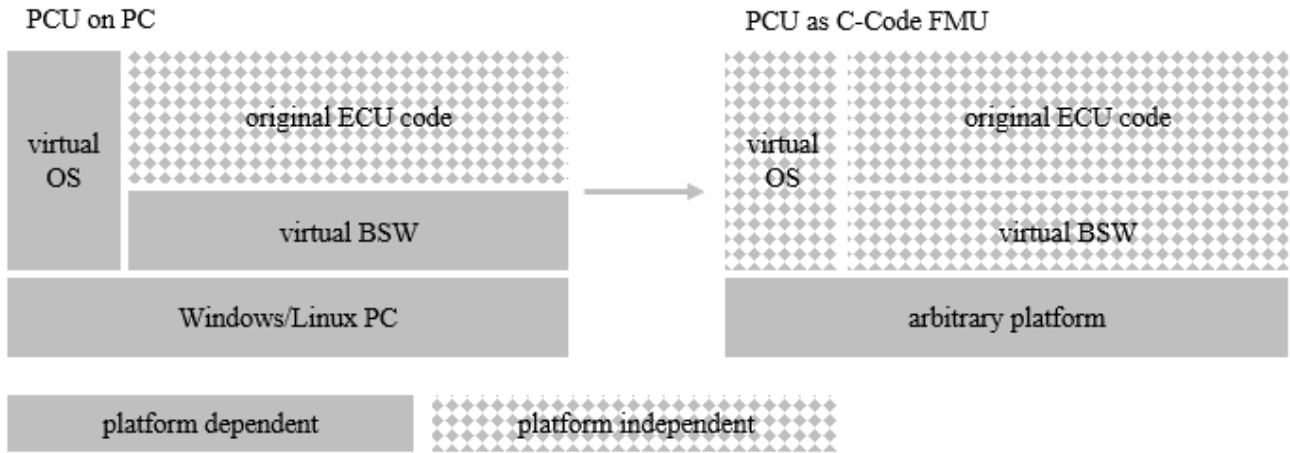 PCU on PC
PCU as C-Code FMU
virtual
OS
original ECU code
virtual BSW
Windows/Linux PC
virtual
OS
original ECU code
virtual BSW
arbitrary platform
platform dependent
platform independent